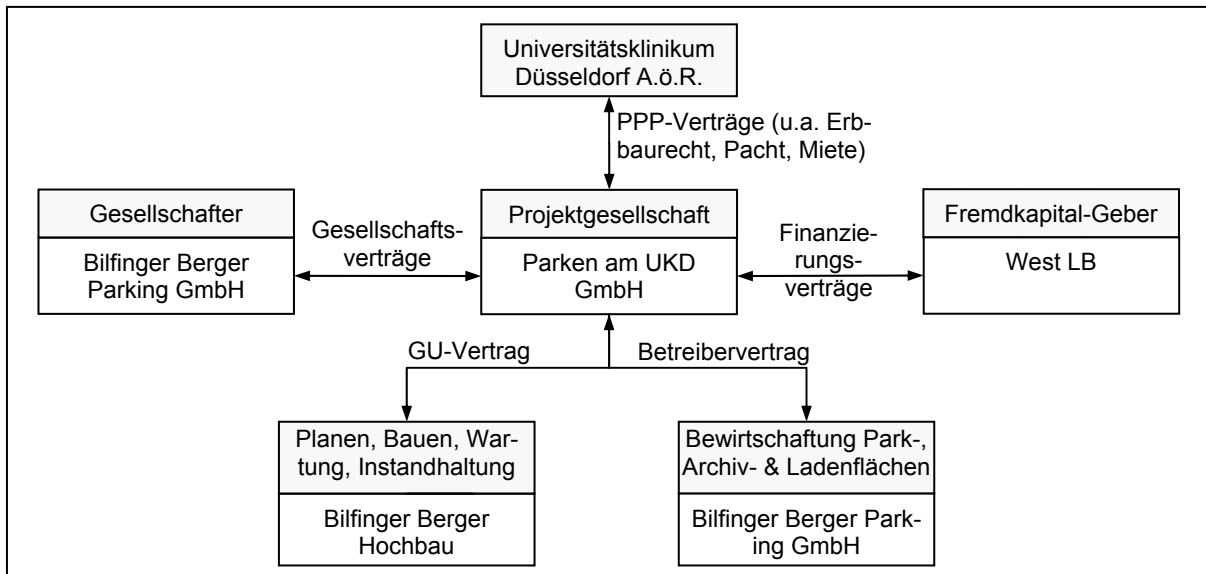 Universitätsklinikum
Düsseldorf A.ö.R.
PPP-Verträge (u.a. Erb-
baurecht, Pacht, Miete)
Gesellschafter
Bilfinger Berger
Parking GmbH
Gesellschafts-
verträge
Projektgesellschaft
Parken am UKD
GmbH
Finanzie-
rungs-
verträge
Fremdkapital-Geber
West LB
GU-Vertrag
Betreibervertrag
Planen, Bauen, War-
tung, Instandhaltung
Bilfinger Berger
Hochbau
Bewirtschaftung Park-,
Archiv- & Ladenflächen
Bilfinger Berger Park-
ing GmbH